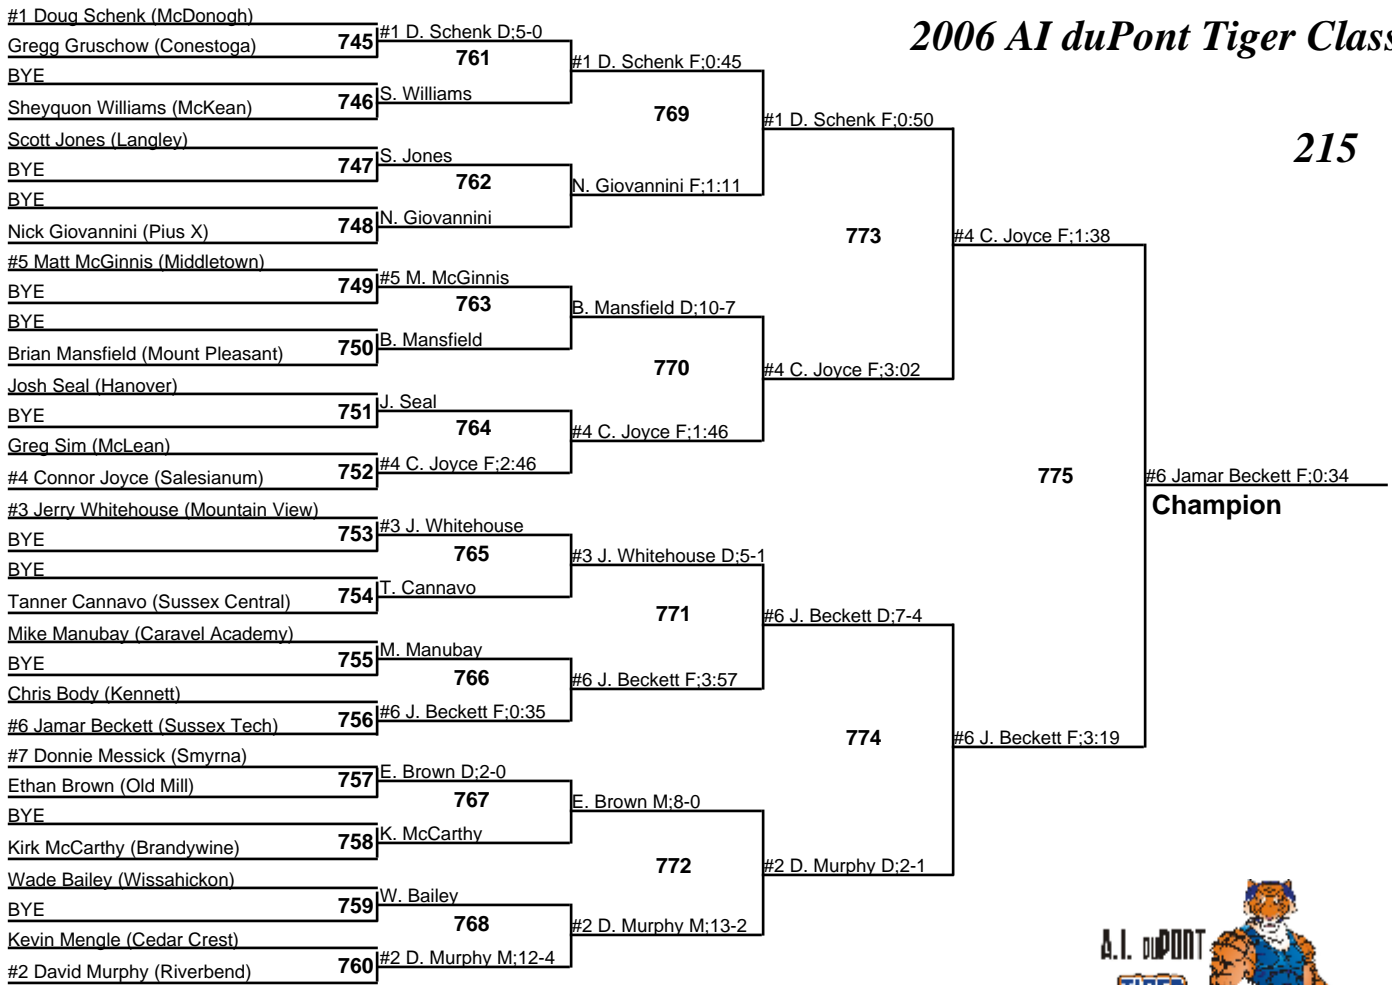 2006 AI duPont Tiger Class
215
#1 Doug Schenk (McDonogh)
Gregg Gruschow (Conestoga)
BYE
Sheyquon Williams (McKean)
Scott Jones (Langley)
BYE
BYE
Nick Giovannini (Pius X)
#5 Matt McGinnis (Middletown)
BYE
BYE
Brian Mansfield (Mount Pleasant)
Josh Seal (Hanover)
BYE
Greg Sim (McLean)
#4 Connor Joyce (Salesianum)
#3 Jerry Whitehouse (Mountain View)
BYE
BYE
Tanner Cannavo (Sussex Central)
Mike Manubay (Caravel Academy)
BYE
Chris Body (Kennett)
#6 Jamar Beckett (Sussex Tech)
#7 Donnie Messick (Smyrna)
Ethan Brown (Old Mill)
BYE
Kirk McCarthy (Brandywine)
Wade Bailey (Wissahickon)
BYE
Kevin Mengle (Cedar Crest)
#2 David Murphy (Riverbend)
745
746
747
748
749
750
751
752
753
754
755
756
757
758
759
760
#1 D. Schenk D;5-0
761
S. Williams
S. Jones
762
N. Giovannini
#5 M. McGinnis
763
B. Mansfield
J. Seal
764
#4 C. Joyce F;2:46
#3 J. Whitehouse
765
T. Cannavo
M. Manubay
766
#6 J. Beckett F;0:35
E. Brown D;2-0
767
K. McCarthy
W. Bailey
768
#2 D. Murphy M;12-4
#1 D. Schenk F;0:45
769
N. Giovannini F;1:11
B. Mansfield D;10-7
770
#4 C. Joyce F;1:46
#3 J. Whitehouse D;5-1
771
#6 J. Beckett F;3:57
E. Brown M;8-0
772
#2 D. Murphy M;13-2
#1 D. Schenk F;0:50
773
#4 C. Joyce F;3:02
#6 J. Beckett D;7-4
774
#2 D. Murphy D;2-1
#4 C. Joyce F;1:38
775
#6 J. Beckett F;3:19
#6 Jamar Beckett F;0:34
Champion
A.I. DUPONT
TIGER